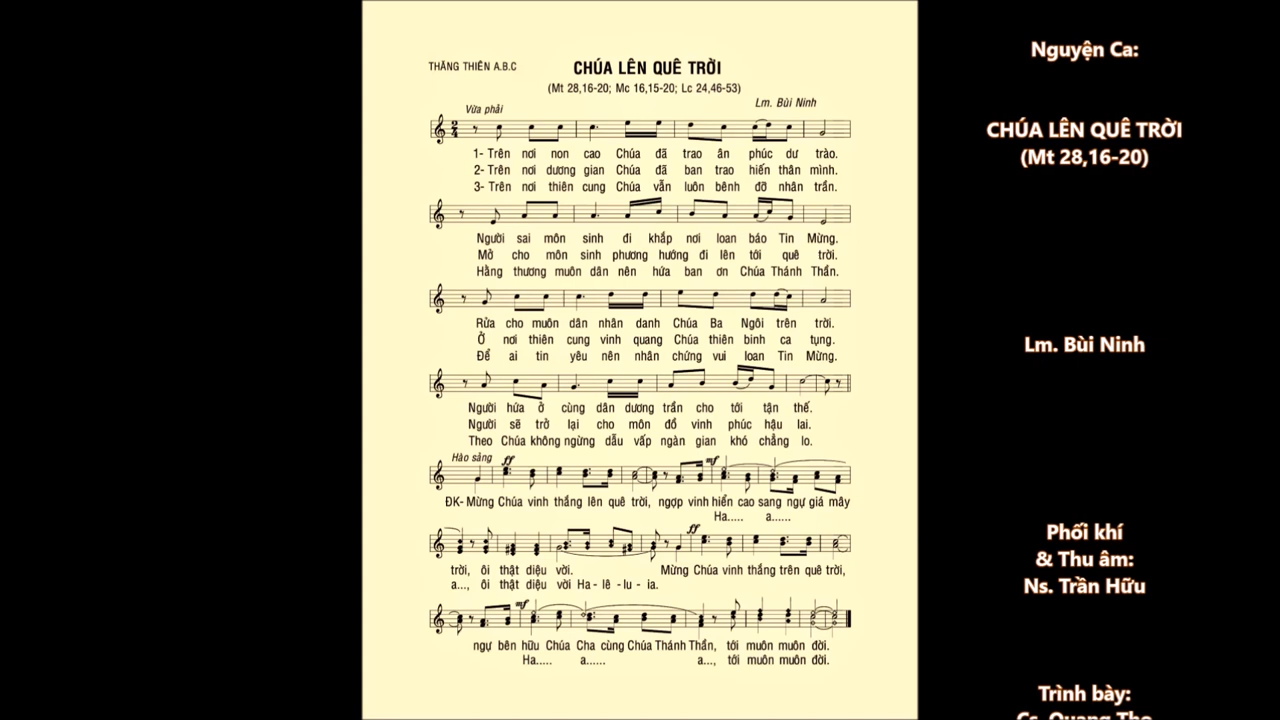 THĂNG THIÊN A.B.C
CHÚA LÊN QUÊ TRỜI
(Mt 28,16-20; Mc 16,15-20; Lc 24,46-53)
Vừa phải
Lm. Bùi Ninh
1- Trên nơi non cao Chúa đã trao ân phúc dư trào.
2- Trên nơi dương gian Chúa đã ban trao hiến thân mình.
3- Trên nơi thiên cung Chúa vẫn luôn bênh đỡ nhân trần.
Người sai môn sinh đi khắp nơi loan báo Tin Mừng.
Mở cho môn sinh phương hướng đi lên tới quê trời.
Hằng thương muôn dân nên hứa ban ơn Chúa Thánh Thần.
Rửa cho muôn dân nhân danh Chúa Ba Ngôi trên trời.
Ở nơi thiên cung vinh quang Chúa thiên binh ca tụng.
Để ai tin yêu nên nhân chứng vui loan Tin Mừng.
Người hứa ở cùng dân dương trần cho tới tận thế.
Người sẽ trở lại cho môn đồ vinh phúc hậu lai.
Theo Chúa không ngừng dẫu vấp ngàn gian khó chẳng lo.
Hào sảng ff
mf
ĐK- Mừng Chúa vinh thắng lên quê trời, ngợp vinh hiển cao sang ngự giá mây
Ha..... a......
ff
trời, ôi thật diệu vời. Mừng Chúa vinh thắng trên quê trời,
a..., ôi thật diệu vời Ha - lê - lu - ia.
mf
ngự bên hữu Chúa Cha cùng Chúa Thánh Thần, tới muôn muôn đời.
Ha..... a...... a..., tới muôn muôn đời.
Nguyện Ca:
CHÚA LÊN QUÊ TRỜI
(Mt 28,16-20)
Lm. Bùi Ninh
Phối khí
& Thu âm:
Ns. Trần Hữu
Trình bày:
Cs. Quang